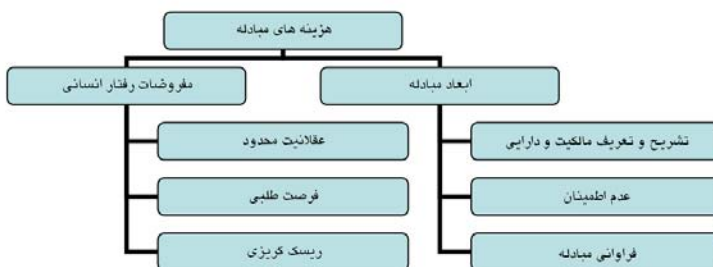 هزینه های مبادله
ابعاد مبادله
مفروضات رفتار انسانی
تشریح و تعریف مالکیت و دارایی
عقلانیت محدود
عدم اطمینان
فرصت طلبی
فراوانی مبادله
ریسک گریزی